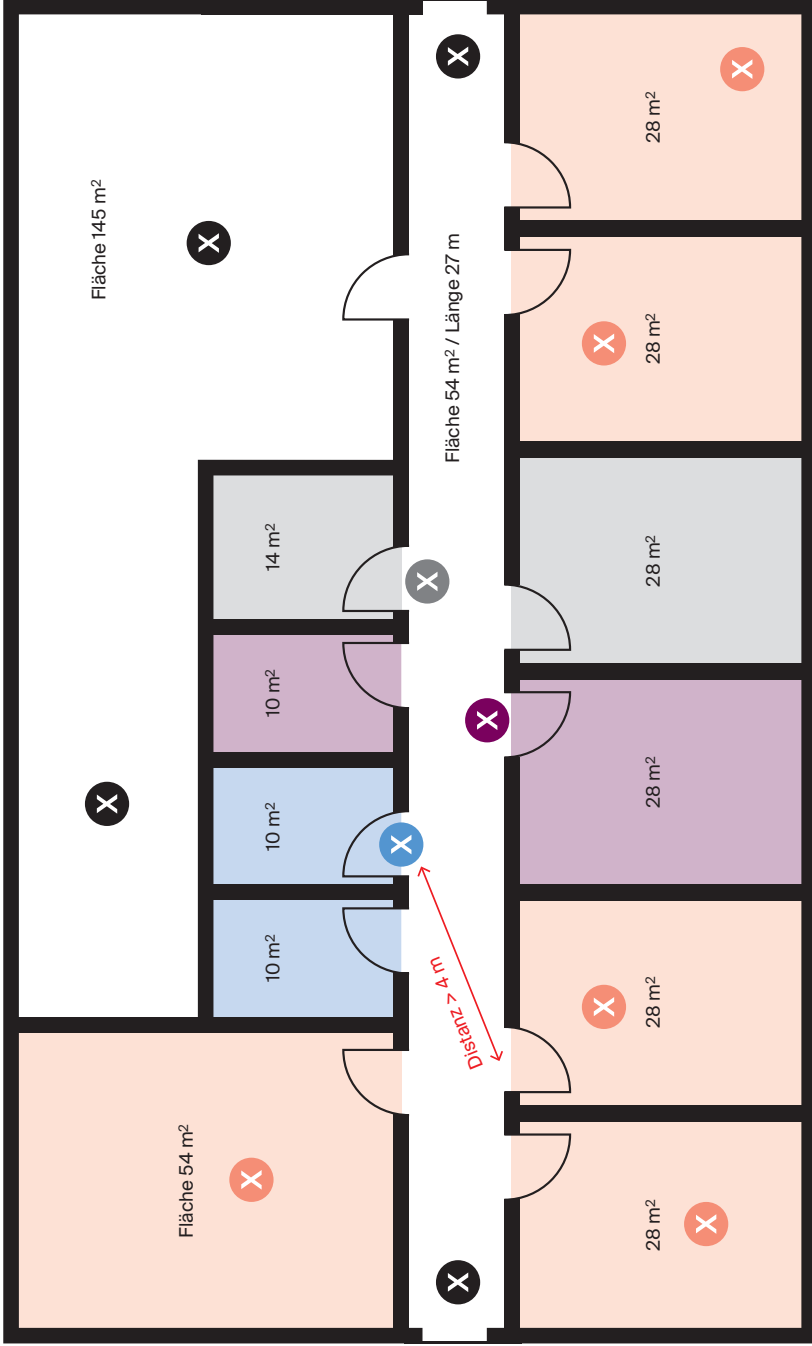 Fläche 145 m²
X
Fläche 54 m²
X
X
10 m²
10 m²
10 m²
14 m²
X
X
Distanz > 4 m
Fläche 54 m² / Länge 27 m
X
X
X
X
X
28 m²
28 m²
28 m²
28 m²
28 m²
28 m²
X
X